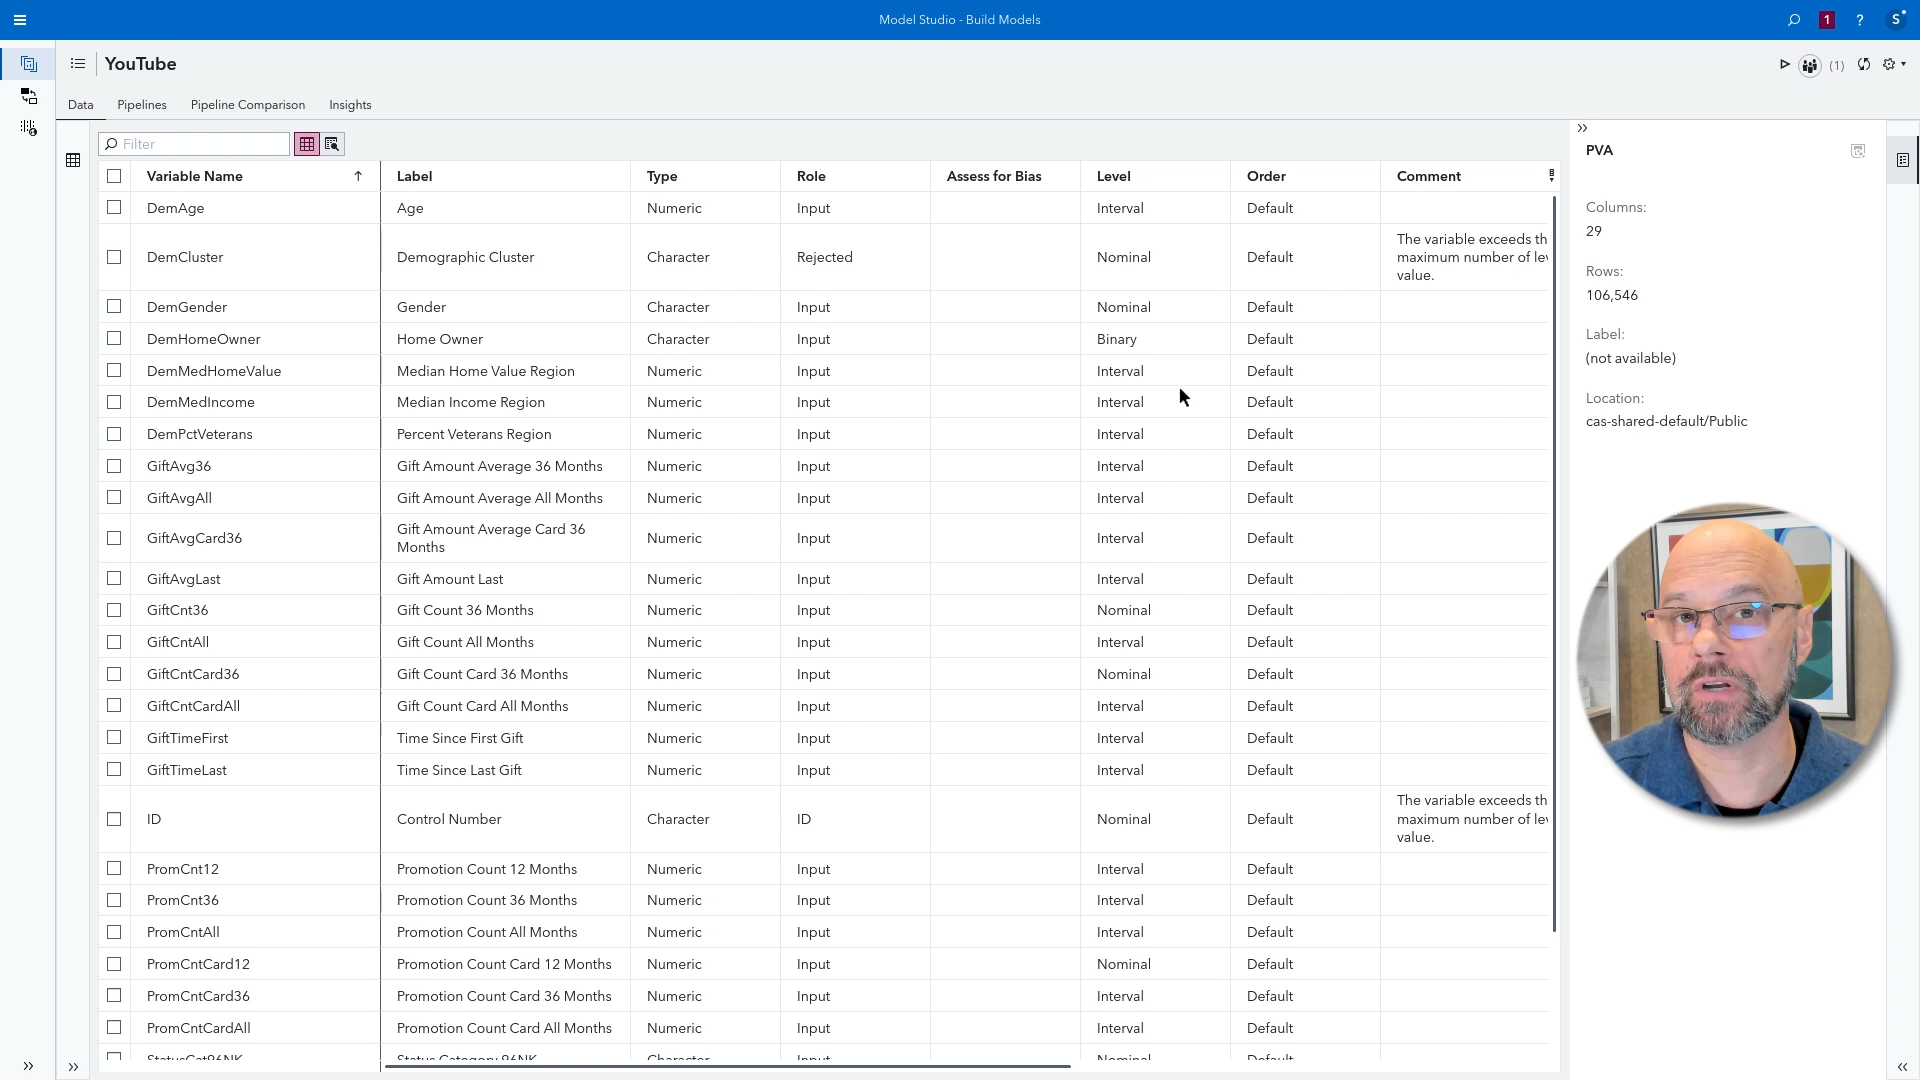 Model Studio - Build Models
1 ? S
YouTube
(1)
Data Pipelines Pipeline Comparison Insights
Filter
Variable Name Label Type Role Assess for Bias Level Order Comment
DemAge Age Numeric Input Interval Default
DemCluster Demographic Cluster Character Rejected Nominal Default The variable exceeds th
maximum number of lev
value.
DemGender Gender Character Input Nominal Default
DemHomeOwner Home Owner Character Input Binary Default
DemMedHomeValue Median Home Value Region Numeric Input Interval Default
DemMedIncome Median Income Region Numeric Input Interval Default
DemPctVeterans Percent Veterans Region Numeric Input Interval Default
GiftAvg36 Gift Amount Average 36 Months Numeric Input Interval Default
GiftAvgAll Gift Amount Average All Months Numeric Input Interval Default
GiftAvgCard36 Gift Amount Average Card 36
Months Numeric Input Interval Default
GiftAvgLast Gift Amount Last Numeric Input Interval Default
GiftCnt36 Gift Count 36 Months Numeric Input Nominal Default
GiftCntAll Gift Count All Months Numeric Input Interval Default
GiftCntCard36 Gift Count Card 36 Months Numeric Input Nominal Default
GiftCntCardAll Gift Count Card All Months Numeric Input Interval Default
GiftTimeFirst Time Since First Gift Numeric Input Interval Default
GiftTimeLast Time Since Last Gift Numeric Input Interval Default
ID Control Number Character ID Nominal Default The variable exceeds th
maximum number of lev
value.
PromCnt12 Promotion Count 12 Months Numeric Input Interval Default
PromCnt36 Promotion Count 36 Months Numeric Input Interval Default
PromCntAll Promotion Count All Months Numeric Input Interval Default
PromCntCard12 Promotion Count Card 12 Months Numeric Input Nominal Default
PromCntCard36 Promotion Count Card 36 Months Numeric Input Interval Default
PromCntCardAll Promotion Count Card All Months Numeric Input Interval Default
StatusCat96NK Status Category 96NK Character Input Nominal Default
PVA
Columns:
29
Rows:
106,546
Label:
(not available)
Location:
cas-shared-default/Public